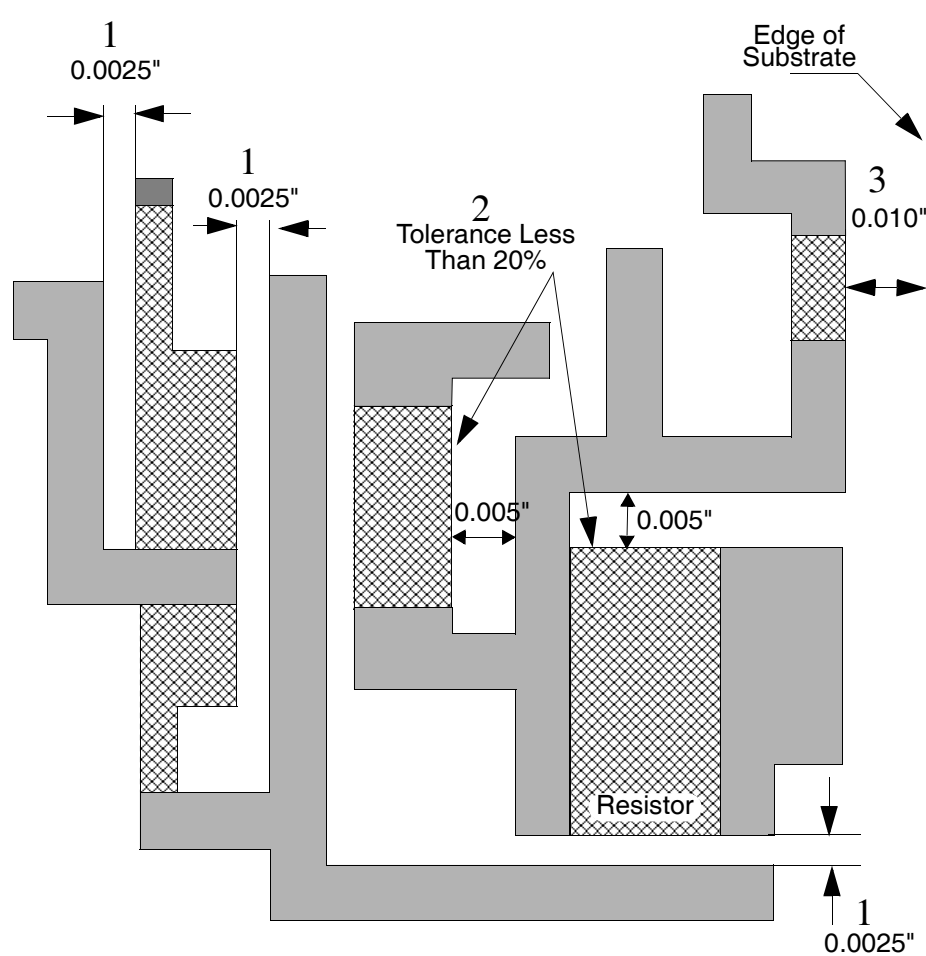 1
0.0025"
Edge of
Substrate
1
0.0025"
2
Tolerance Less
Than 20%
3
0.010"
0.005"
0.005"
Resistor
1
0.0025"